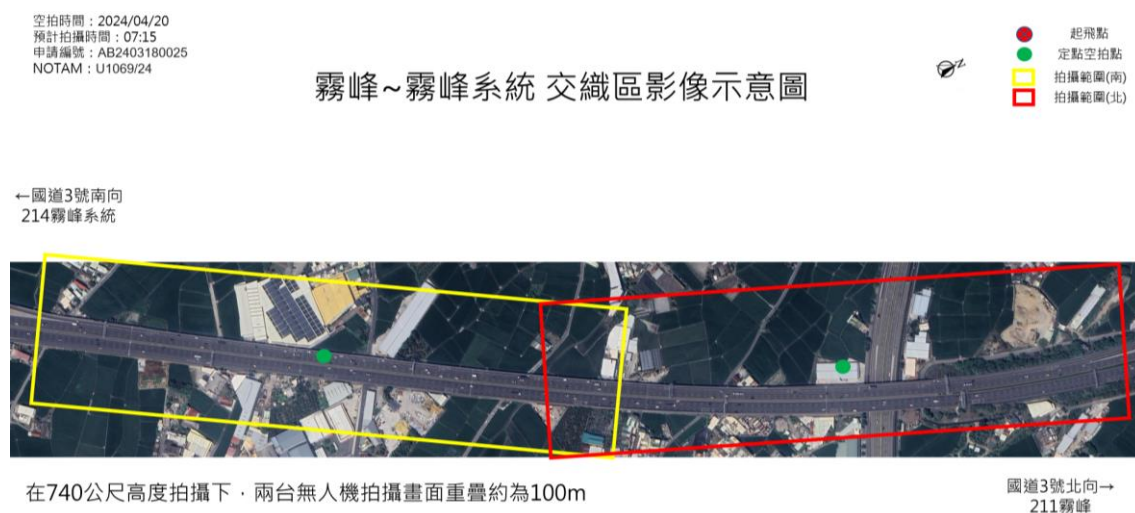 空拍時間：2024/04/20
預計拍攝時間：07:15
申請編號：AB2403180025
NOTAM：U1069/24
霧峰~霧峰系統 交織區影像示意圖
Z
起飛點
定點空拍點
拍攝範圍(南)
拍攝範圍(北)
←國道3號南向
214霧峰系統
在740公尺高度拍攝下，兩台無人機拍攝畫面重疊約為100m
國道3號北向→
211霧峰